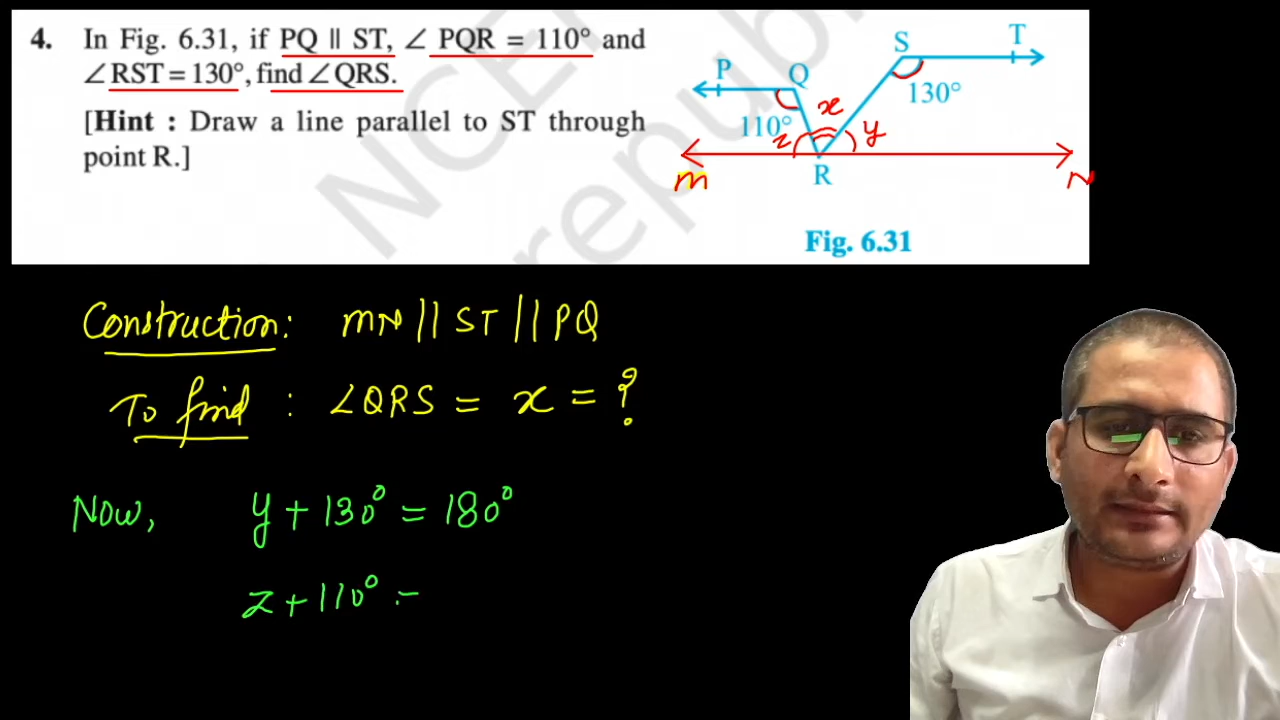 4. In Fig. 6.31, if PQ || ST, ∠ PQR = 110° and
∠ RST = 130°, find ∠ QRS.
[Hint : Draw a line parallel to ST through
point R.]
P Q S T
110° 130°
z x y
M R N
Fig. 6.31
NCE
republi
Construction: MN || ST || PQ
To find : ∠QRS = x = ?
Now, y + 130° = 180°
z + 110° =